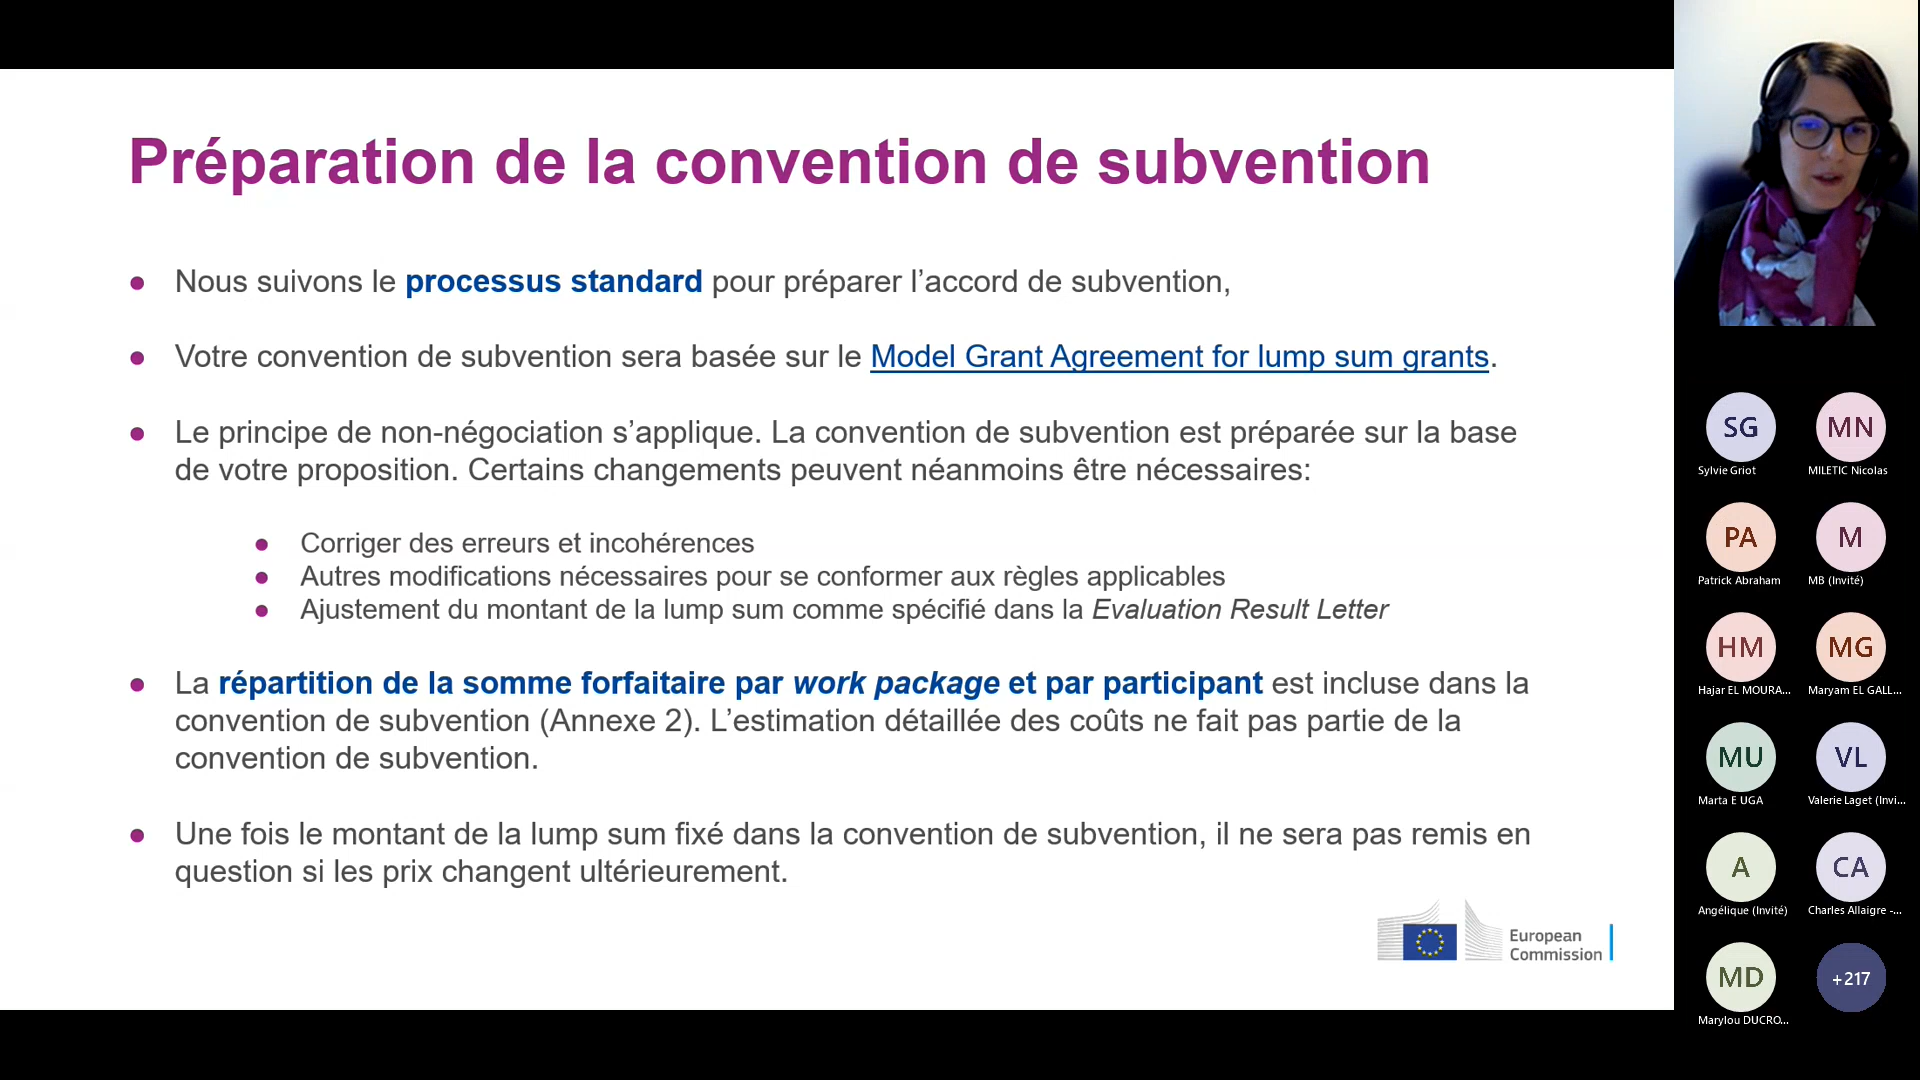 Préparation de la convention de subvention
● Nous suivons le processus standard pour préparer l’accord de subvention,
● Votre convention de subvention sera basée sur le Model Grant Agreement for lump sum grants.
● Le principe de non-négociation s’applique. La convention de subvention est préparée sur la base
de votre proposition. Certains changements peuvent néanmoins être nécessaires:
● Corriger des erreurs et incohérences
● Autres modifications nécessaires pour se conformer aux règles applicables
● Ajustement du montant de la lump sum comme spécifié dans la Evaluation Result Letter
● La répartition de la somme forfaitaire par work package et par participant est incluse dans la
convention de subvention (Annexe 2). L’estimation détaillée des coûts ne fait pas partie de la
convention de subvention.
● Une fois le montant de la lump sum fixé dans la convention de subvention, il ne sera pas remis en
question si les prix changent ultérieurement.
European
Commission
SG
Sylvie Griot
MN
MILETIC Nicolas
PA
Patrick Abraham
M
MB (Invité)
HM
Hajar EL MOURA...
MG
Maryam EL GALL...
MU
Marta E UGA
VL
Valerie Laget (Invi...
A
Angélique (Invité)
CA
Charles Allaigre -...
MD
Marylou DUCRO...
+217